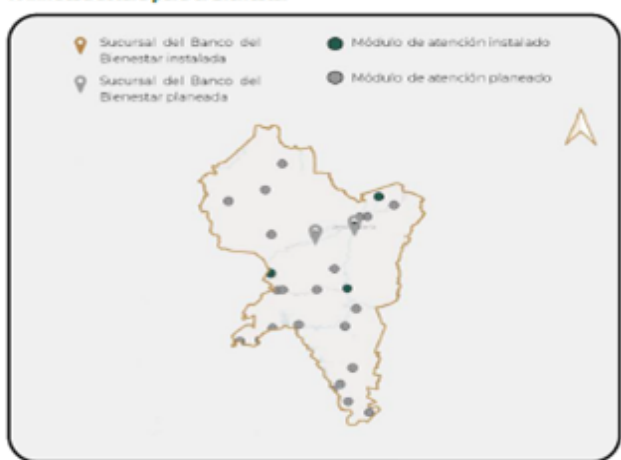 Sucursal del Banco del
Bienestar instalada
Sucursal del Banco del
Bienestar planeada
Módulo de atención instalado
Módulo de atención planeado